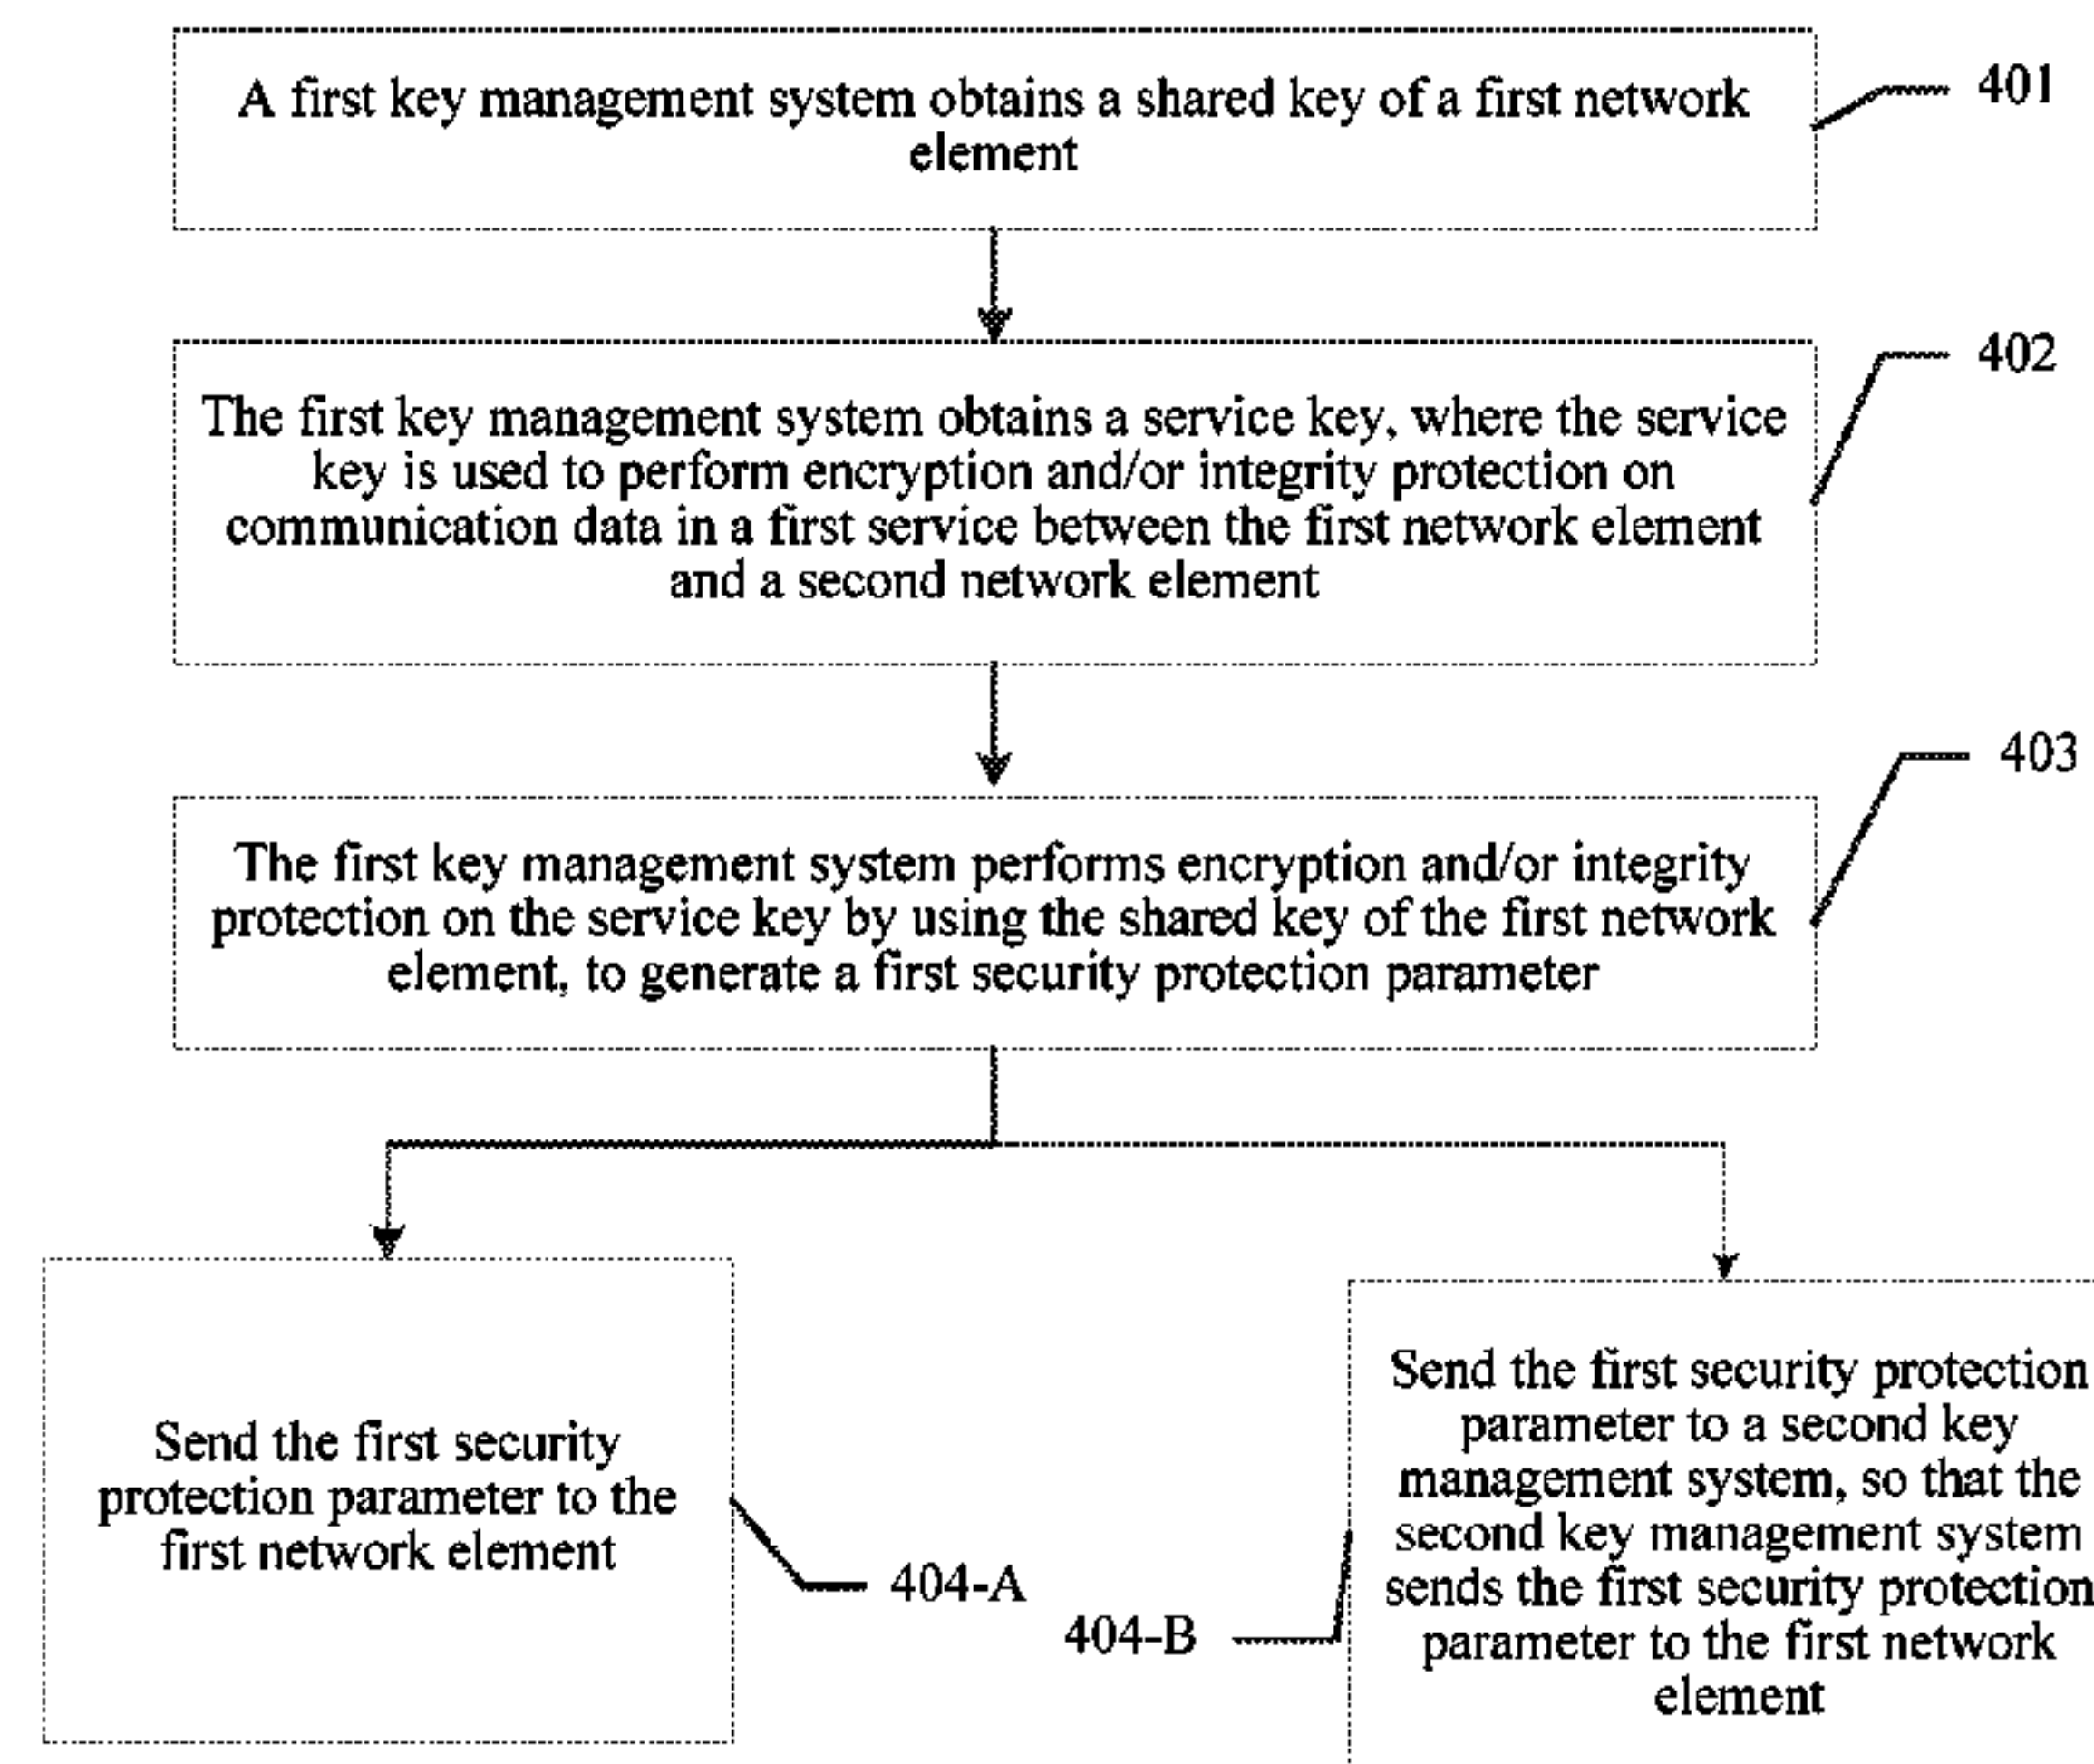 A first key management system obtains a shared key of a first network
element
401
The first key management system obtains a service key, where the service
key is used to perform encryption and/or integrity protection on
communication data in a first service between the first network element
and a second network element
402
The first key management system performs encryption and/or integrity
protection on the service key by using the shared key of the first network
element, to generate a first security protection parameter
403
Send the first security
protection parameter to the
first network element
404-A
404-B
Send the first security protection
parameter to a second key
management system, so that the
second key management system
sends the first security protection
parameter to the first network
element